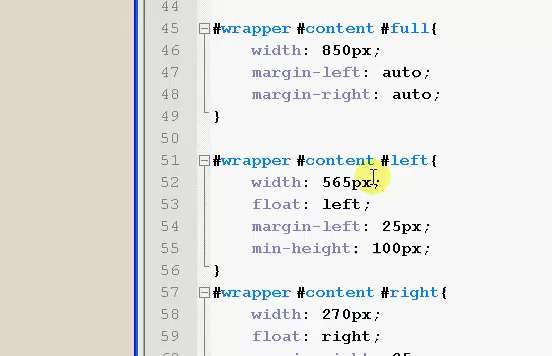 44
45 #wrapper #content #full{
46 width: 850px;
47 margin-left: auto;
48 margin-right: auto;
49 }
50
51 #wrapper #content #left{
52 width: 565px;
53 float: left;
54 margin-left: 25px;
55 min-height: 100px;
56 }
57 #wrapper #content #right{
58 width: 270px;
59 float: right;